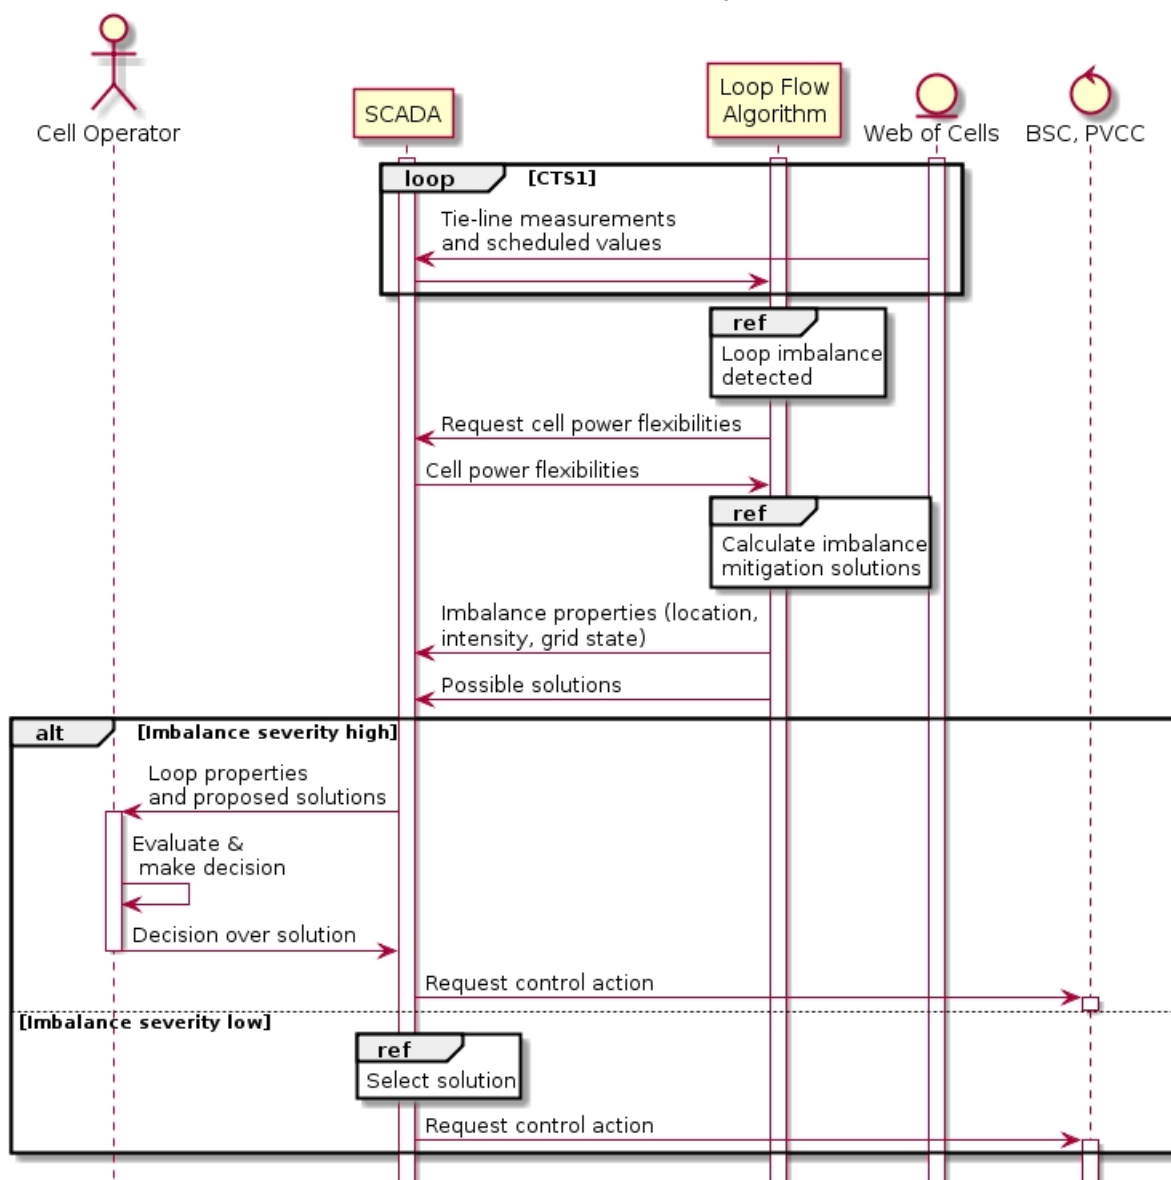 Cell Operator
SCADA
Loop Flow
Algorithm
Web of Cells
BSC, PVCC
loop
[CTS1]
Tie-line measurements
and scheduled values
ref
Loop imbalance
detected
Request cell power flexibilities
Cell power flexibilities
ref
Calculate imbalance
mitigation solutions
Imbalance properties (location,
intensity, grid state)
Possible solutions
alt
[Imbalance severity high]
Loop properties
and proposed solutions
Evaluate &
make decision
Decision over solution
Request control action
[Imbalance severity low]
ref
Select solution
Request control action